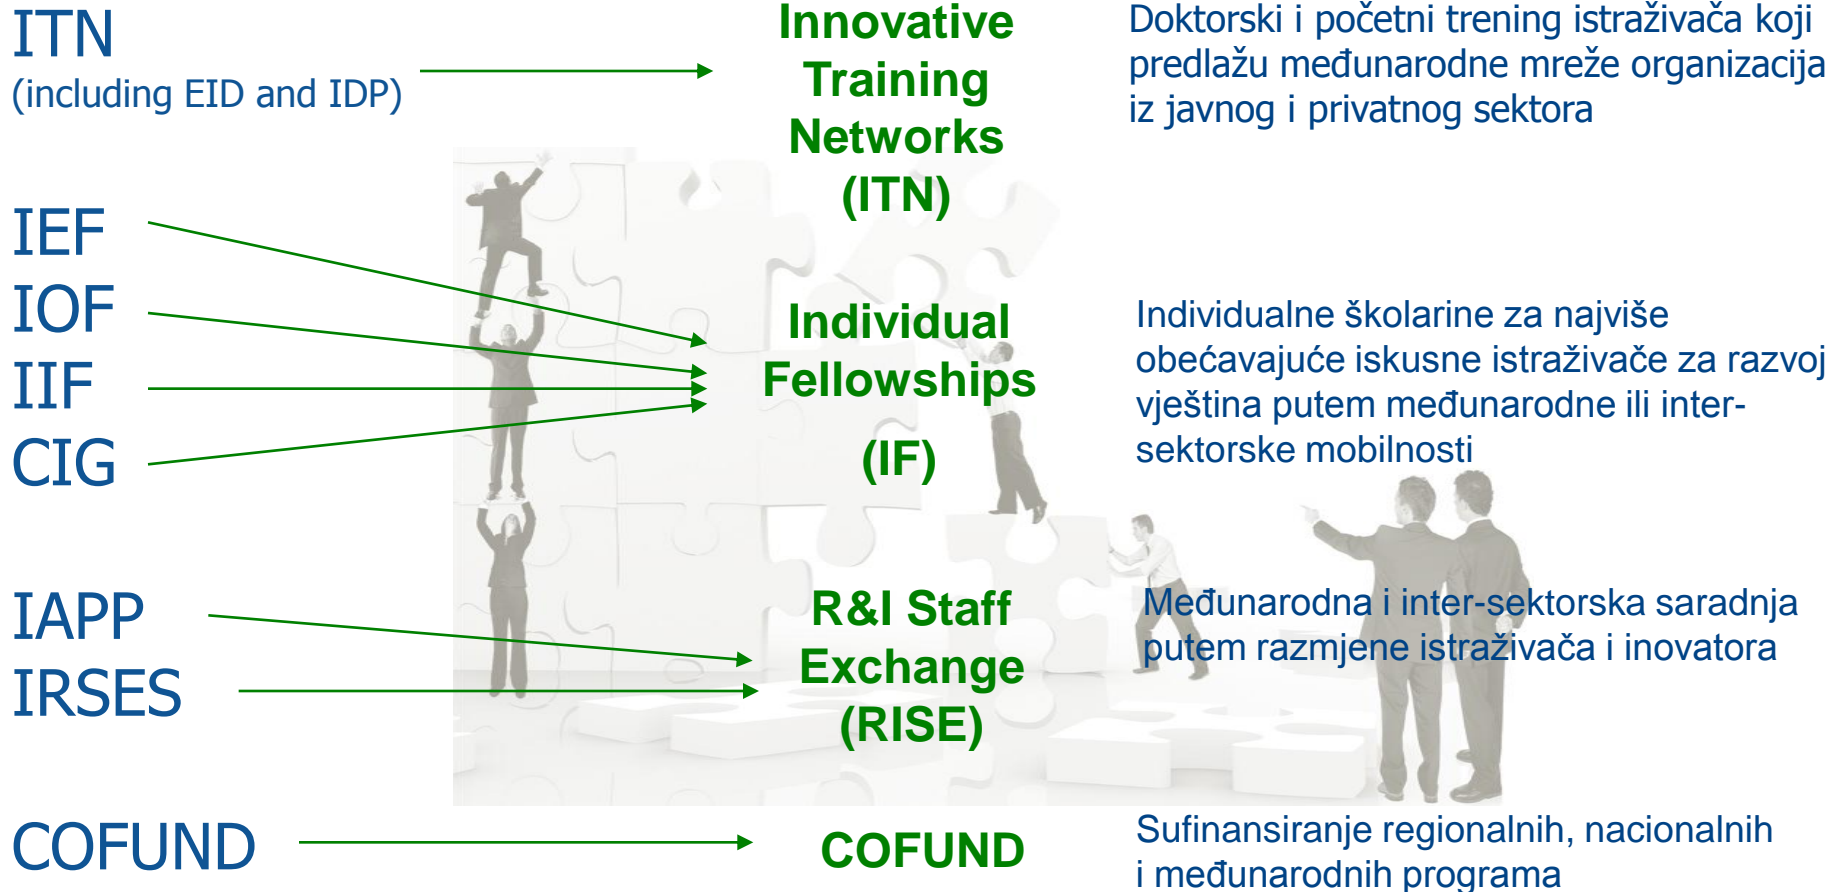 ITN
(including EID and IDP)
Innovative
Training
Networks
(ITN)
Doktorski i početni trening istraživača koji
predlažu međunarodne mreže organizacija
iz javnog i privatnog sektora
IEF
IOF
IIF
CIG
Individual
Fellowships
(IF)
Individualne školarine za najviše
obećavajuće iskusne istraživače za razvoj
vještina putem međunarodne ili inter-
sektorske mobilnosti
IAPP
IRSES
R&I Staff
Exchange
(RISE)
Međunarodna i inter-sektorska saradnja
putem razmjene istraživača i inovatora
COFUND
COFUND
Sufinansiranje regionalnih, nacionalnih
i međunarodnih programa